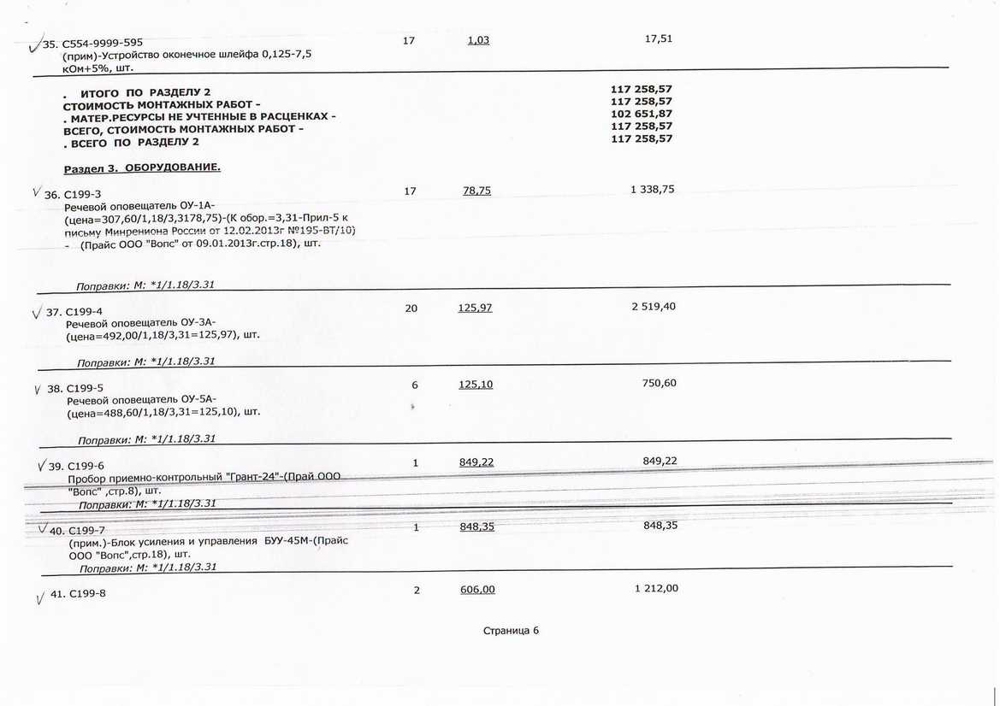 35. С554-9999-595 17 1,03 17,51
(прим)-Устройство оконечное шлейфа 0,125-7,5
кОм+5%, шт.
. ИТОГО ПО РАЗДЕЛУ 2 117 258,57
СТОИМОСТЬ МОНТАЖНЫХ РАБОТ - 117 258,57
. МАТЕР.РЕСУРСЫ НЕ УЧТЕННЫЕ В РАСЦЕНКАХ - 102 651,87
ВСЕГО, СТОИМОСТЬ МОНТАЖНЫХ РАБОТ - 117 258,57
. ВСЕГО ПО РАЗДЕЛУ 2 117 258,57
Раздел 3. ОБОРУДОВАНИЕ.
36. С199-3 17 78,75 1 338,75
Речевой оповещатель ОУ-1А-
(цена=307,60/1,18/3,3178,75)-(К обор.=3,31-Прил-5 к
письму Минрениона России от 12.02.2013г №195-ВТ/10)
- (Прайс ООО "Вопс" от 09.01.2013г.стр.18), шт.
Поправки: М: *1/1.18/3.31
37. С199-4 20 125,97 2 519,40
Речевой оповещатель ОУ-3А-
(цена=492,00/1,18/3,31=125,97), шт.
Поправки: М: *1/1.18/3.31
38. С199-5 6 125,10 750,60
Речевой оповещатель ОУ-5А-
(цена=488,60/1,18/3,31=125,10), шт.
Поправки: М: *1/1.18/3.31
39. С199-6 1 849,22 849,22
Пробор приемно-контрольный "Грант-24"-(Прай ООО
"Вопс" ,стр.8), шт.
Поправки: М: *1/1.18/3.31
40. С199-7 1 848,35 848,35
(прим.)-Блок усиления и управления БУУ-45М-(Прайс
ООО "Вопс",стр.18), шт.
Поправки: М: *1/1.18/3.31
41. С199-8 2 606,00 1 212,00
Страница 6